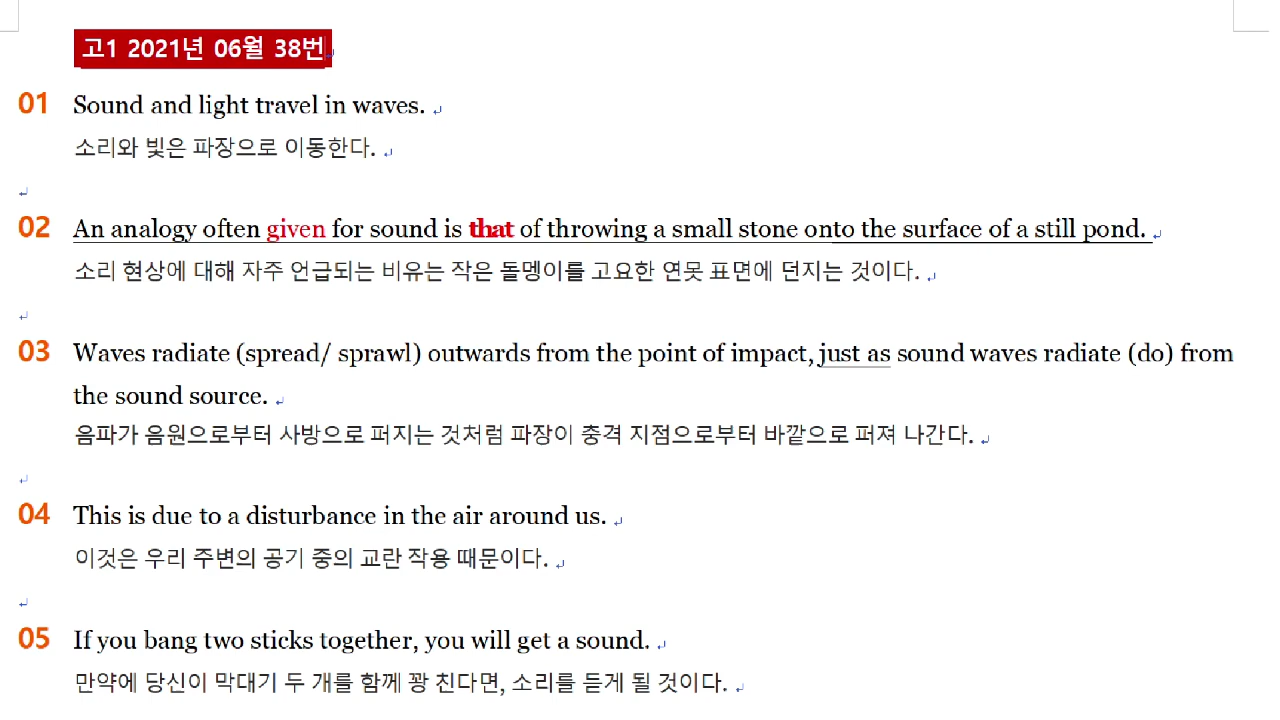 고1 2021년 06월 38번
01 Sound and light travel in waves.
소리와 빛은 파장으로 이동한다.
02 An analogy often given for sound is that of throwing a small stone onto the surface of a still pond.
소리 현상에 대해 자주 언급되는 비유는 작은 돌멩이를 고요한 연못 표면에 던지는 것이다.
03 Waves radiate (spread/ sprawl) outwards from the point of impact, just as sound waves radiate (do) from
the sound source.
음파가 음원으로부터 사방으로 퍼지는 것처럼 파장이 충격 지점으로부터 바깥으로 퍼져 나간다.
04 This is due to a disturbance in the air around us.
이것은 우리 주변의 공기 중의 교란 작용 때문이다.
05 If you bang two sticks together, you will get a sound.
만약에 당신이 막대기 두 개를 함께 꽝 친다면, 소리를 듣게 될 것이다.